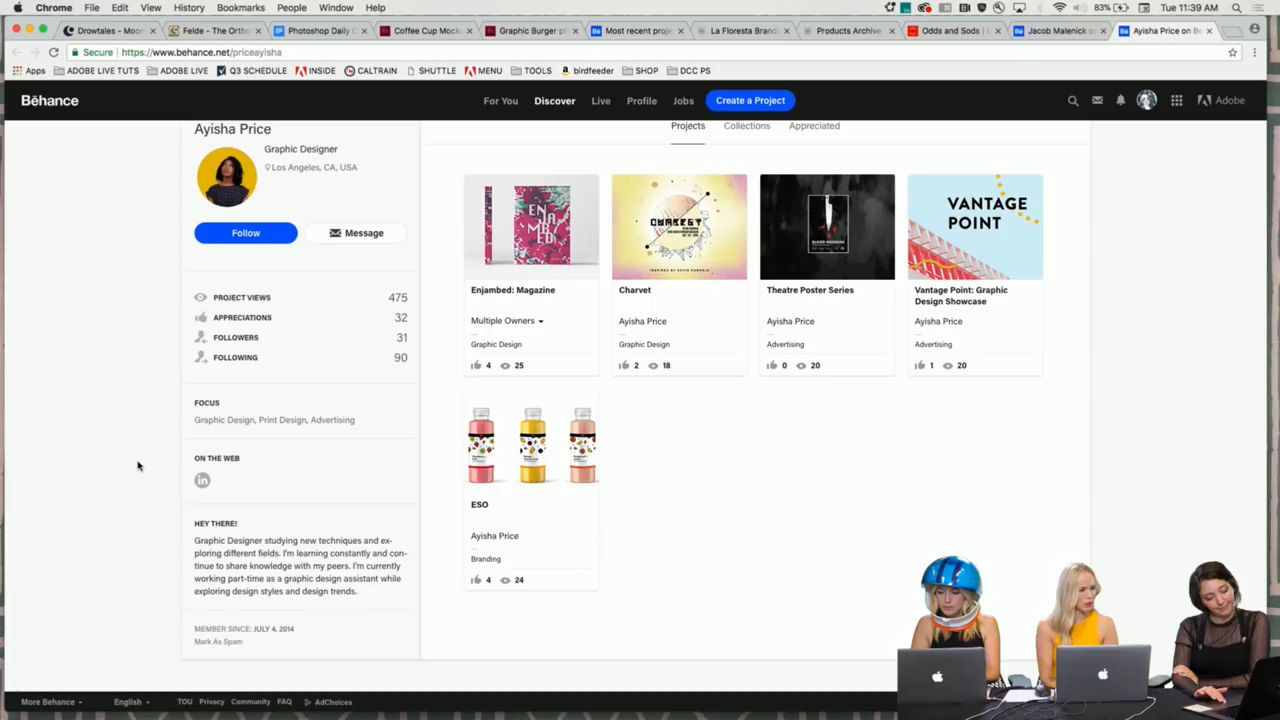 Chrome File Edit View History Bookmarks People Window Help 83% Tue 11:39 AM
Drowtales - Moon Felde - The Patreon
Photoshop Daily C Coffee Cup Mock Graphic Burger p Most recent proje La Floresta Brand Products Archive Odds and Sods | L Jacob Malenick o Ayisha Price on Be
Secure https://www.behance.net/priceayisha
Apps ADOBE LIVE TUTS ADOBE LIVE Q3 SCHEDULE INSIDE CALTRAIN SHUTTLE MENU TOOLS birdfeeder SHOP DCC PS
Bēhance For You Discover Live Profile Jobs Create a Project Adobe
Ayisha Price
Graphic Designer
Los Angeles, CA, USA
Follow Message
PROJECT VIEWS 475
APPRECIATIONS 32
FOLLOWERS 31
FOLLOWING 90
FOCUS
Graphic Design, Print Design, Advertising
ON THE WEB
in
HEY THERE!
Graphic Designer studying new techniques and ex-
ploring different fields. I'm learning constantly and con-
tinue to share knowledge with my peers. I'm currently
working part-time as a graphic design assistant while
exploring design styles and design trends.
MEMBER SINCE: JULY 4, 2014
Mark As Spam
Projects Collections Appreciated
ENJA
MB
ED:
Enjambed: Magazine
Multiple Owners
Graphic Design
4 25
Charvet
Ayisha Price
Graphic Design
2 18
Theatre Poster Series
Ayisha Price
Advertising
0 20
VANTAGE
POINT
Vantage Point: Graphic
Design Showcase
Ayisha Price
Advertising
1 20
ESO
Ayisha Price
Branding
4 24
More Behance English TOU Privacy Community FAQ AdChoices